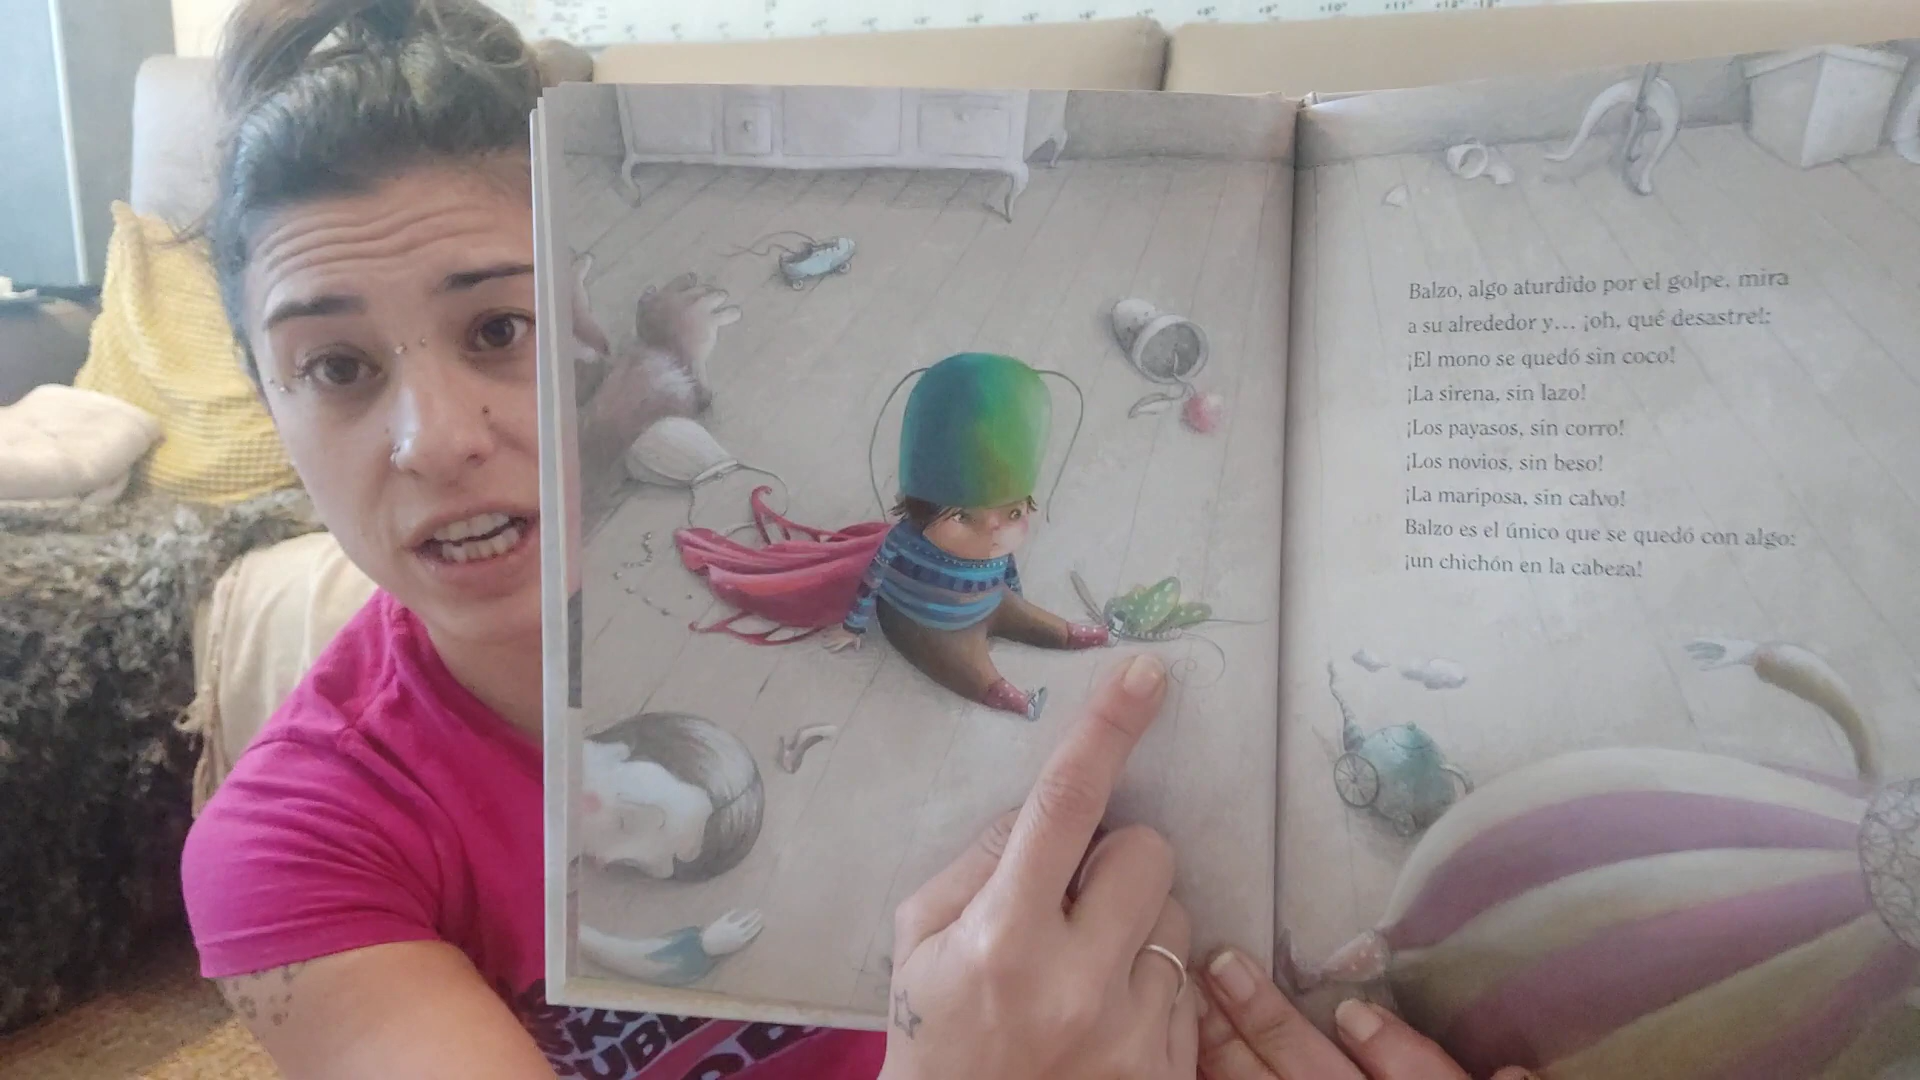 Balzo, algo aturdido por el golpe, mira
a su alrededor y... ¡oh, qué desastre!:
¡El mono se quedó sin coco!
¡La sirena, sin lazo!
¡Los payasos, sin corro!
¡Los novios, sin beso!
¡La mariposa, sin calvo!
Balzo es el único que se quedó con algo:
¡un chichón en la cabeza!